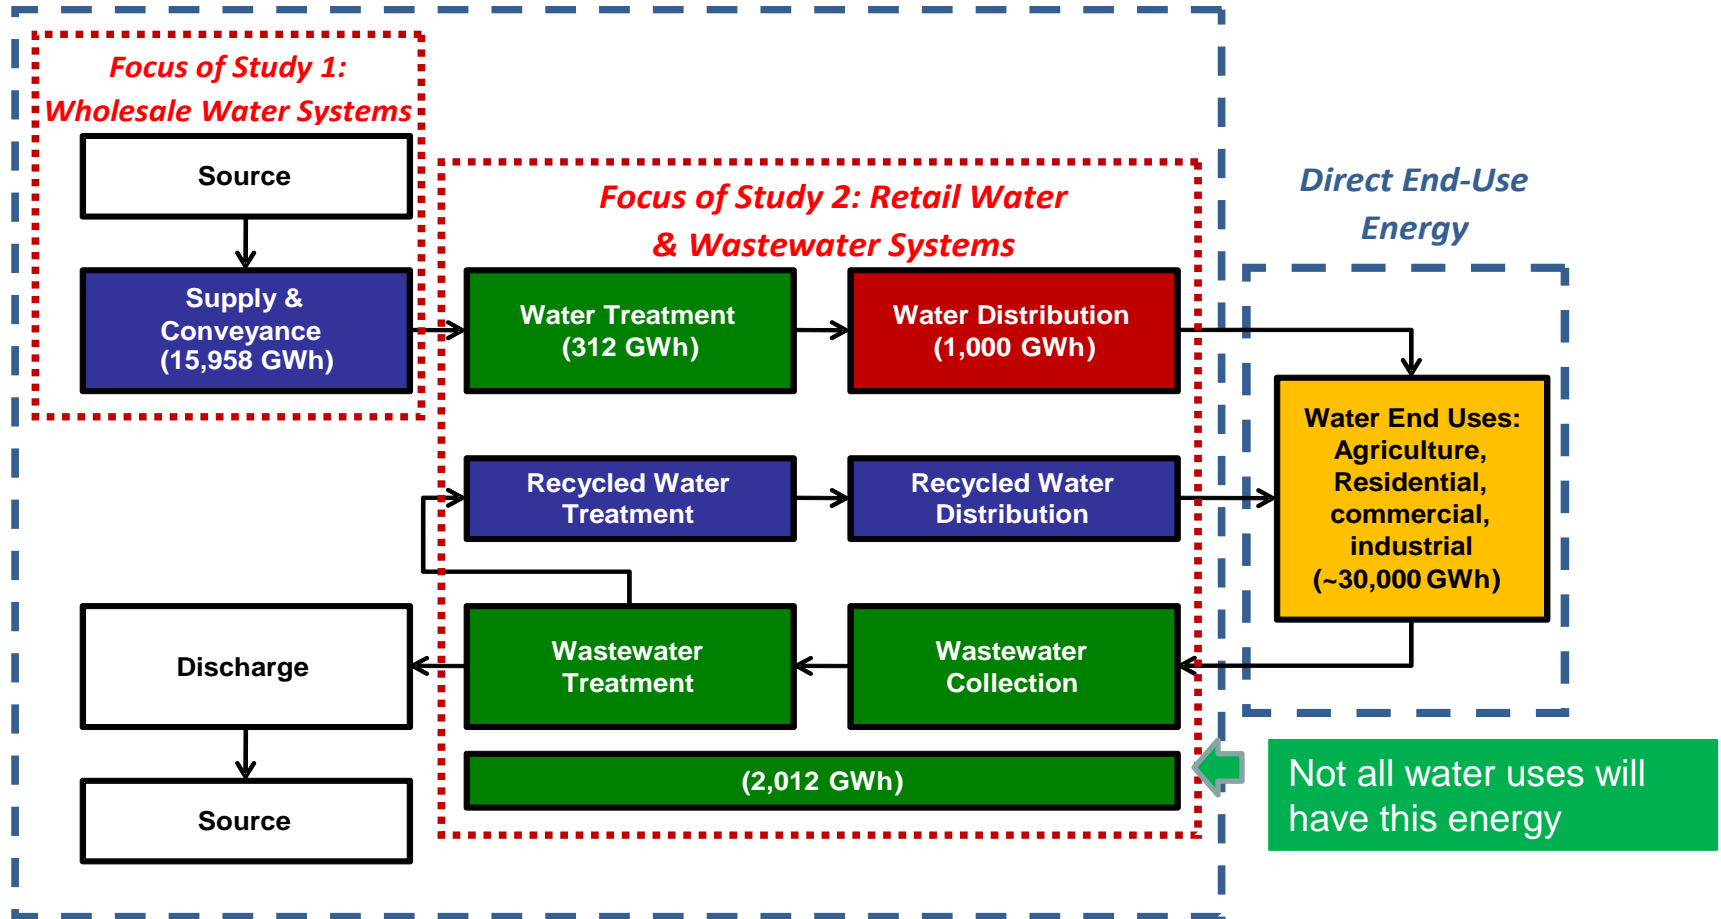 Focus of Study 1:
Wholesale Water Systems
Source
Supply &
Conveyance
(15,958 GWh)
Focus of Study 2: Retail Water
& Wastewater Systems
Water Treatment
(312 GWh)
Water Distribution
(1,000 GWh)
Direct End-Use
Energy
Water End Uses:
Agriculture,
Residential,
commercial,
industrial
(~30,000 GWh)
Recycled Water
Treatment
Recycled Water
Distribution
Discharge
Wastewater
Treatment
Wastewater
Collection
(2,012 GWh)
Source
Not all water uses will
have this energy